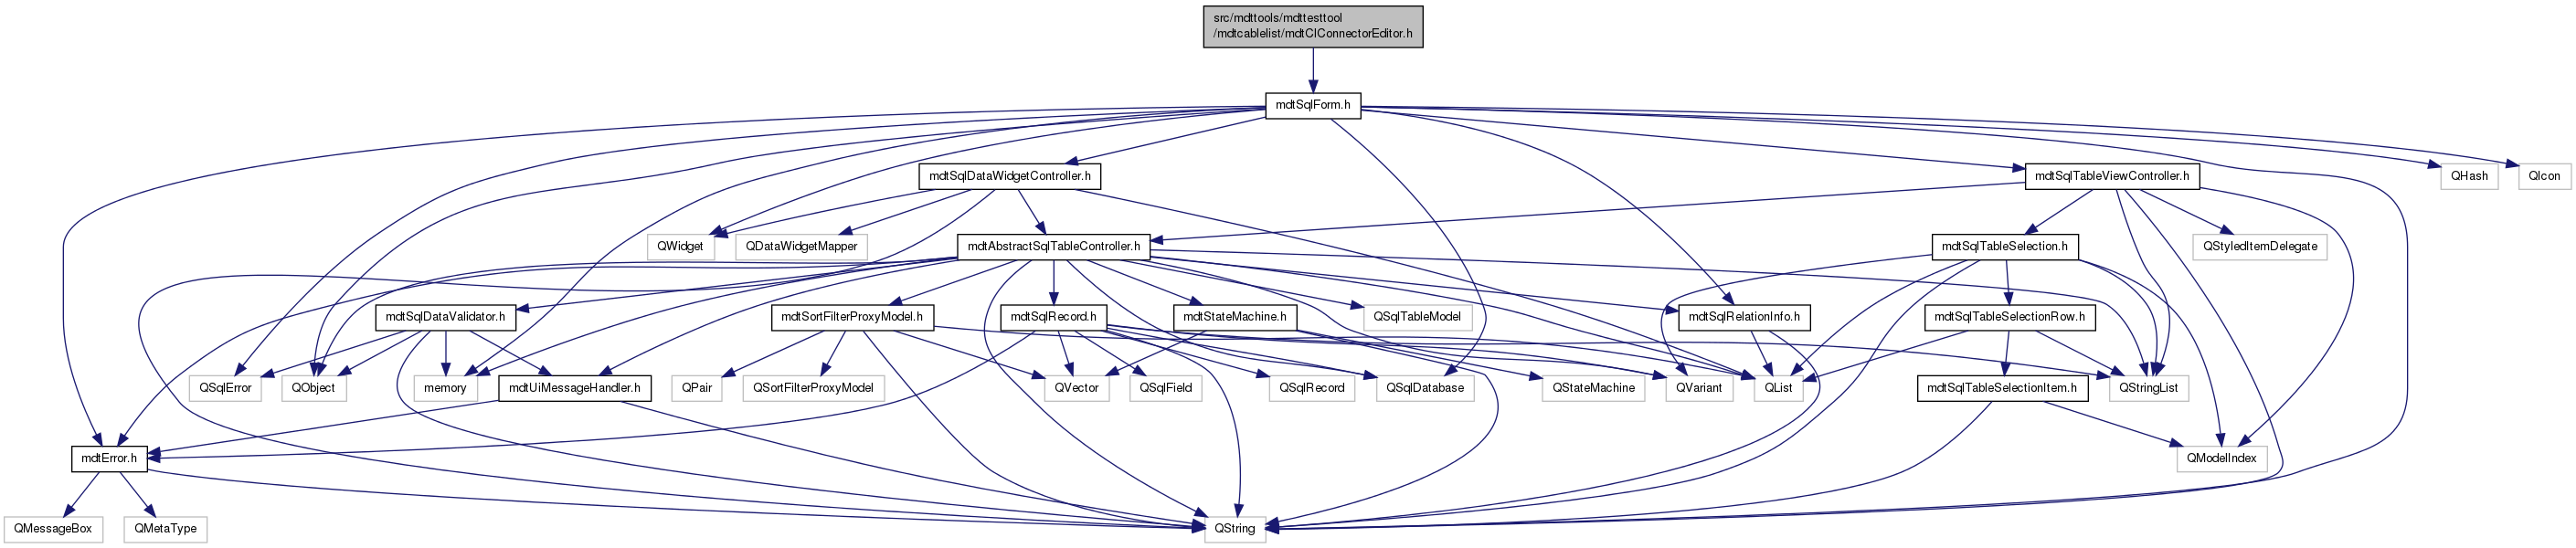 src/mdttools/mdttesttool
/mdtcablelist/mdtClConnectorEditor.h
mdtSqlForm.h
mdtSqlDataWidgetController.h
mdtSqlTableViewController.h
QHash
QIcon
QWidget
QDataWidgetMapper
mdtAbstractSqlTableController.h
mdtSqlTableSelection.h
QStyledItemDelegate
mdtSqlDataValidator.h
mdtSortFilterProxyModel.h
mdtSqlRecord.h
mdtStateMachine.h
QSqlTableModel
mdtSqlRelationInfo.h
mdtSqlTableSelectionRow.h
QSqlError
QObject
memory
mdtUiMessageHandler.h
QPair
QSortFilterProxyModel
QVector
QSqlField
QSqlRecord
QSqlDatabase
QStateMachine
QVariant
QList
mdtSqlTableSelectionItem.h
QStringList
mdtError.h
QModelIndex
QMessageBox
QMetaType
QString